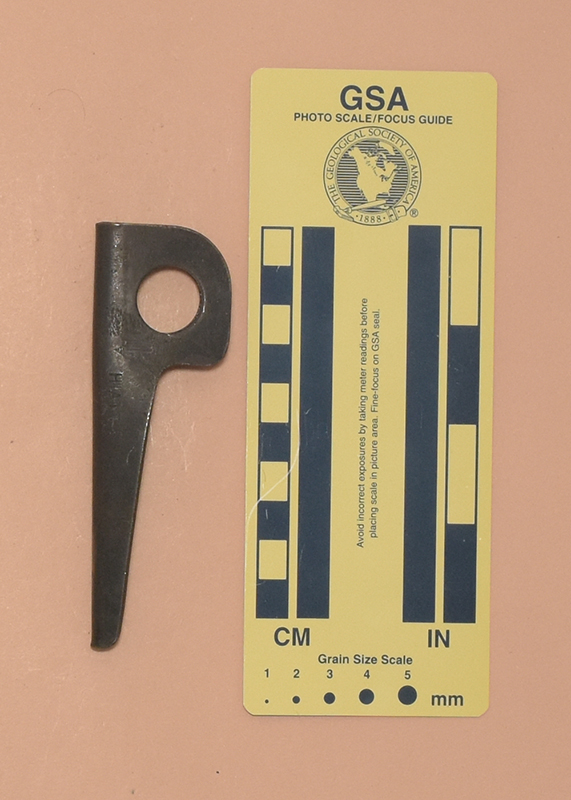 GSA
PHOTO SCALE/FOCUS GUIDE
THE GEOLOGICAL SOCIETY OF AMERICA
·1888·
®
Avoid incorrect exposures by taking meter readings before
placing scale in picture area. Fine-focus on GSA seal.
CM
IN
Grain Size Scale
1 2 3 4 5
mm